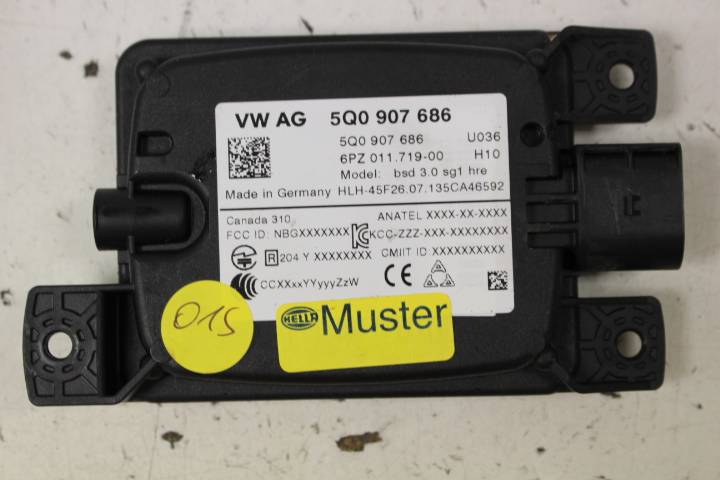 VW AG 5Q0 907 686
5Q0 907 686 U036
6PZ 011.719-00 H10
Model: bsd 3.0 sg1 hre
Made in Germany HLH-45F26.07.135CA46592
Canada 310 ANATEL XXXX-XX-XXXX
FCC ID: NBGXXXXXXX KCC-ZZZ-XXX-XXXXXXXXX
R 204 Y XXXXXXXX CMIIT ID: XXXXXXXXXX
CCXXxxYYyyyZzW CE
015
HELLA Muster